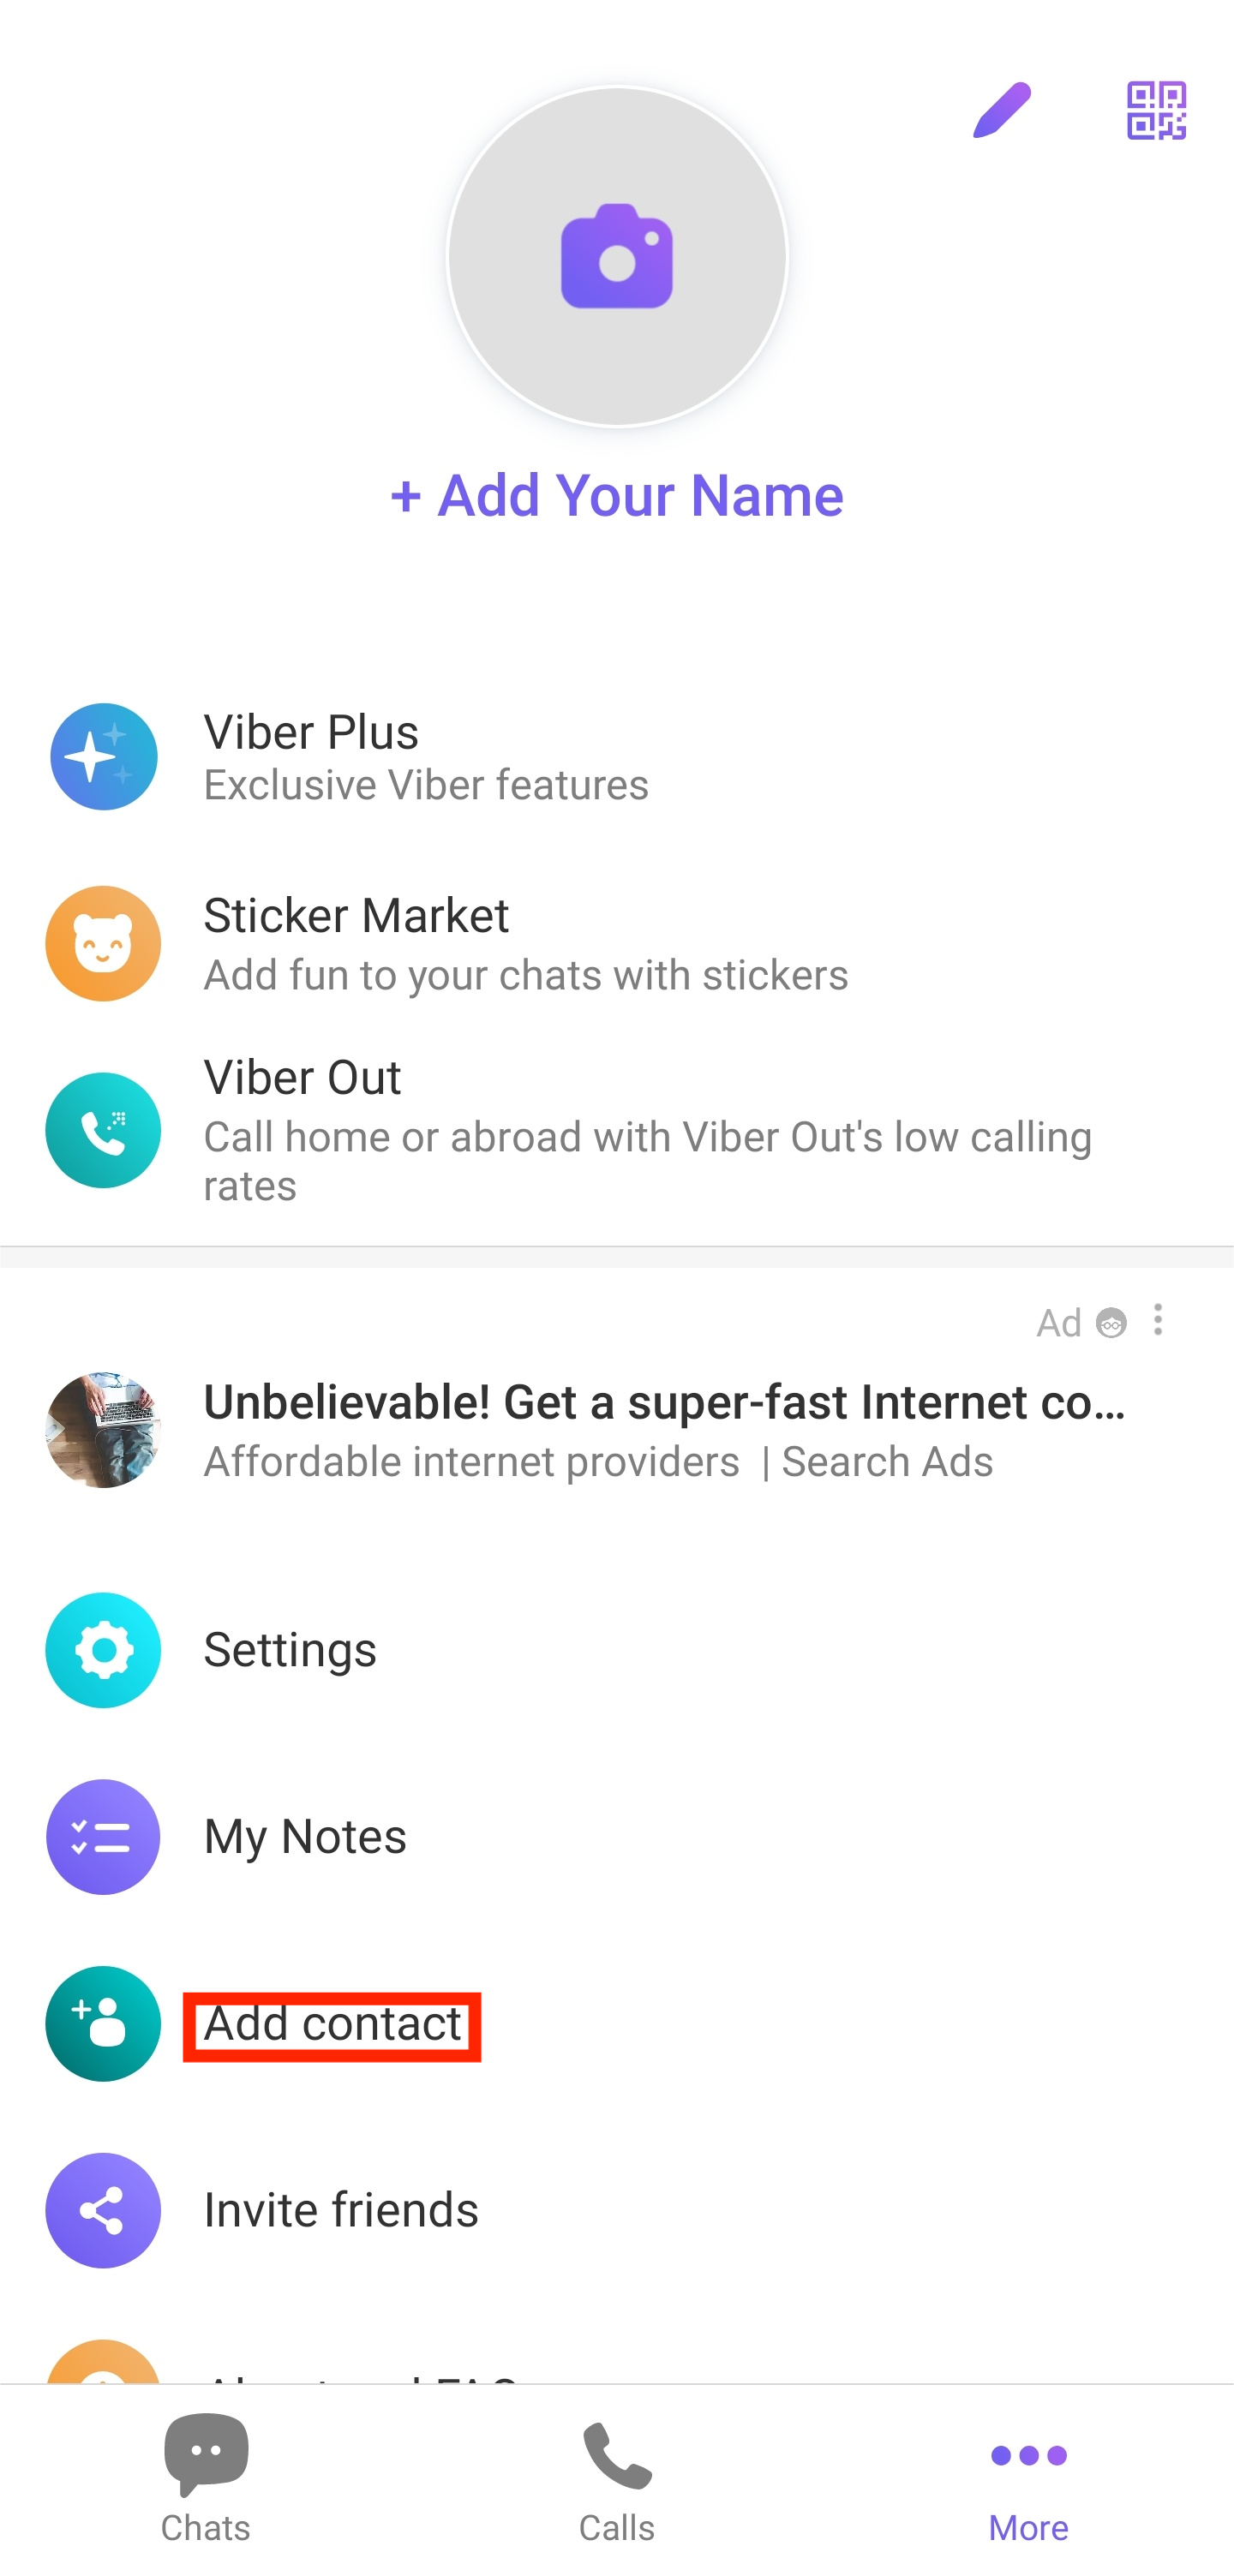 + Add Your Name
Viber Plus
Exclusive Viber features
Sticker Market
Add fun to your chats with stickers
Viber Out
Call home or abroad with Viber Out's low calling
rates
Ad
Unbelievable! Get a super-fast Internet co...
Affordable internet providers | Search Ads
Settings
My Notes
Add contact
Invite friends
Chats
Calls
More